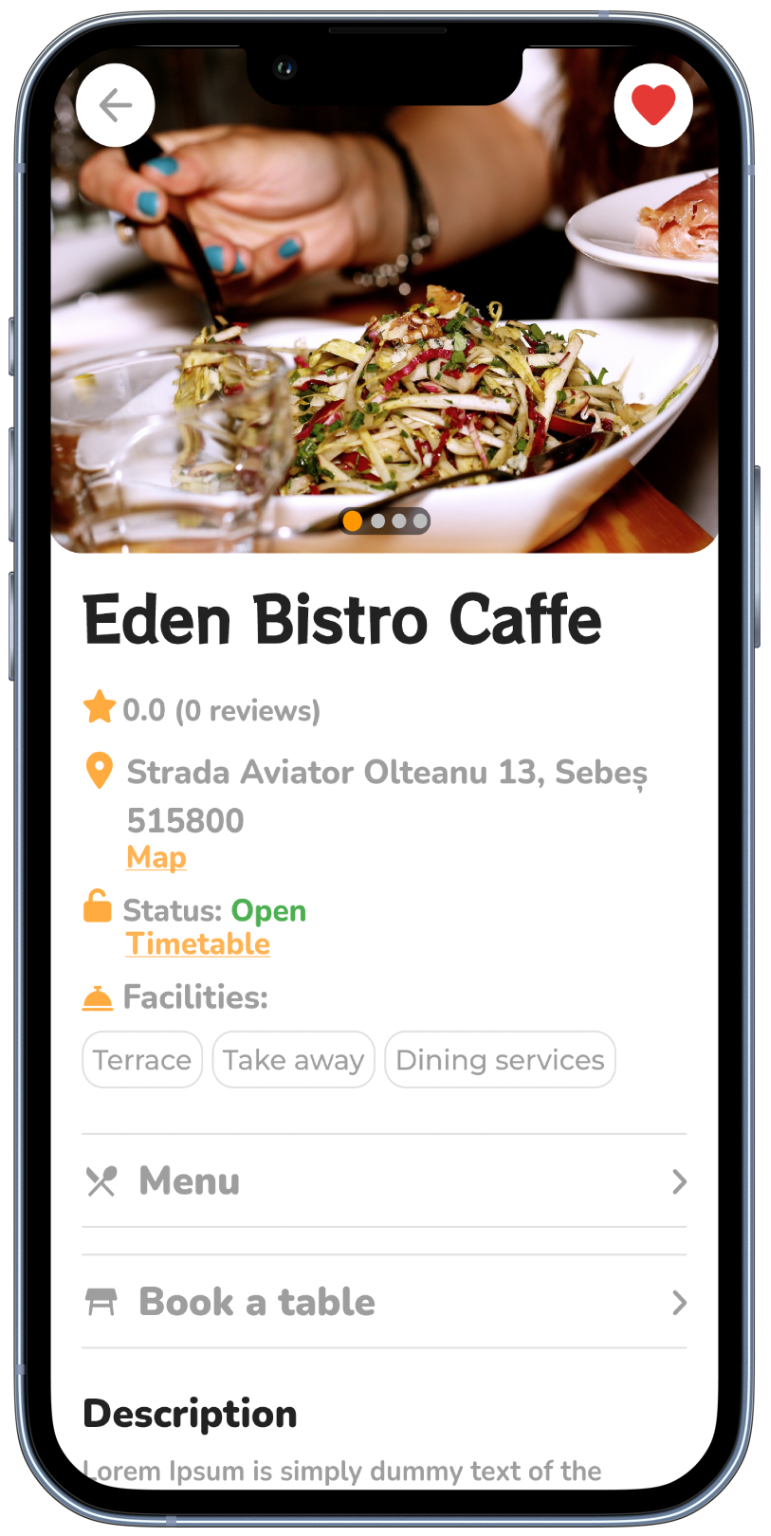 Eden Bistro Caffe
0.0 (0 reviews)
Strada Aviator Olteanu 13, Sebeș
515800
Map
Status: Open
Timetable
Facilities:
Terrace Take away Dining services
Menu
Book a table
Description
Lorem Ipsum is simply dummy text of the